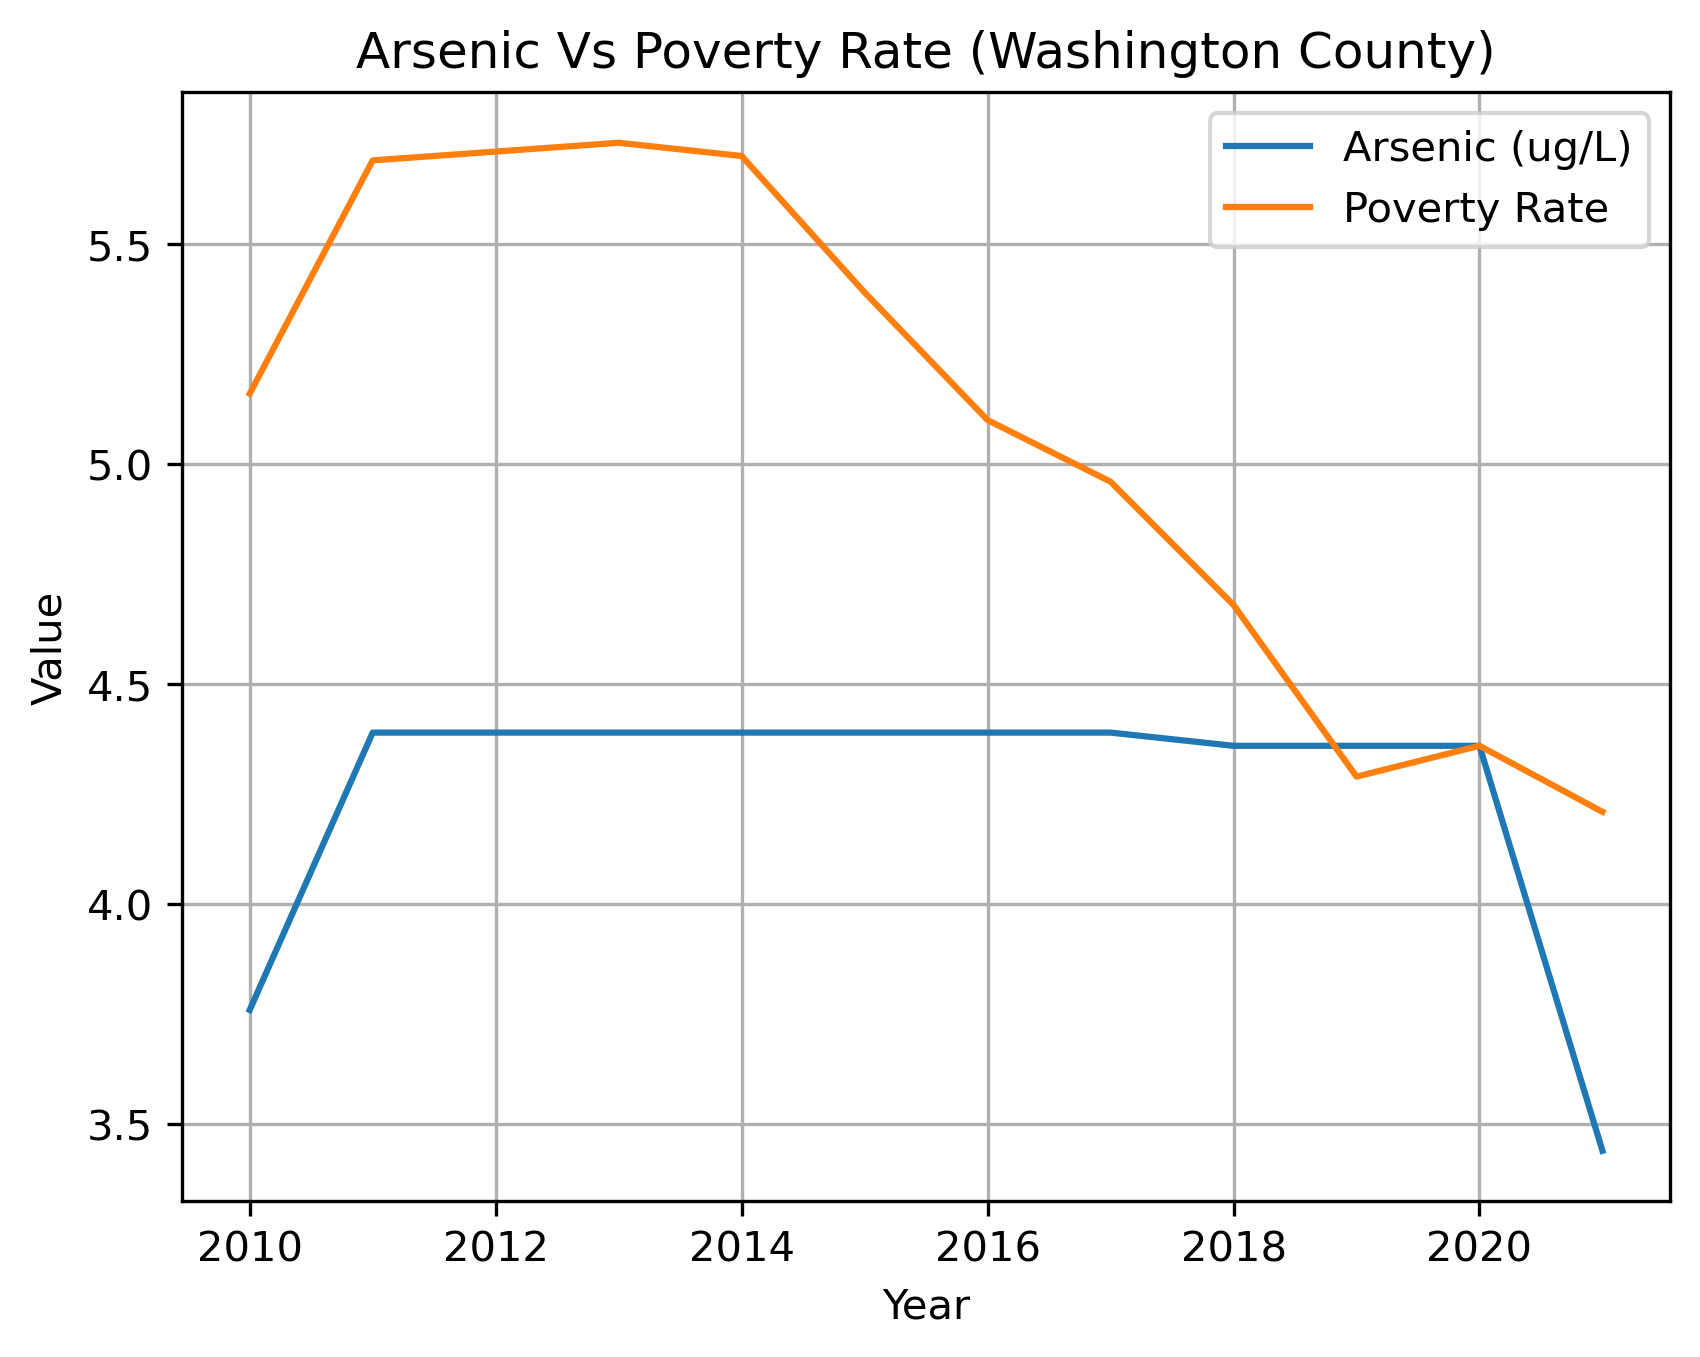 Arsenic Vs Poverty Rate (Washington County)
Arsenic (ug/L)
Poverty Rate
5.5
5.0
4.5
4.0
3.5
Value
2010 2012 2014 2016 2018 2020
Year